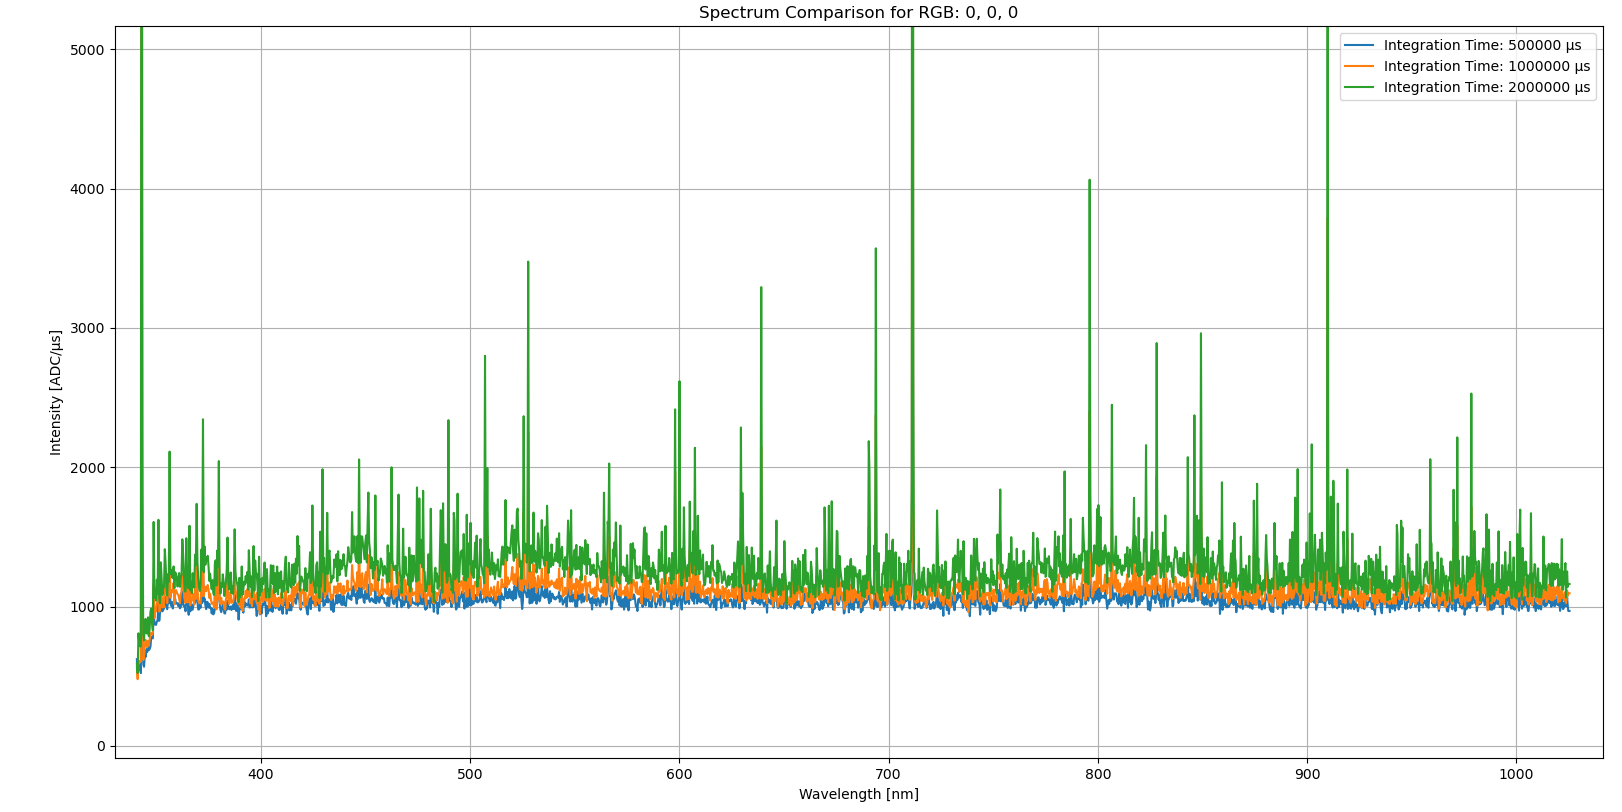 Spectrum Comparison for RGB: 0, 0, 0
Integration Time: 500000 µs
Integration Time: 1000000 µs
Integration Time: 2000000 µs
Intensity [ADC/µs]
5000
4000
3000
2000
1000
0
400 500 600 700 800 900 1000
Wavelength [nm]